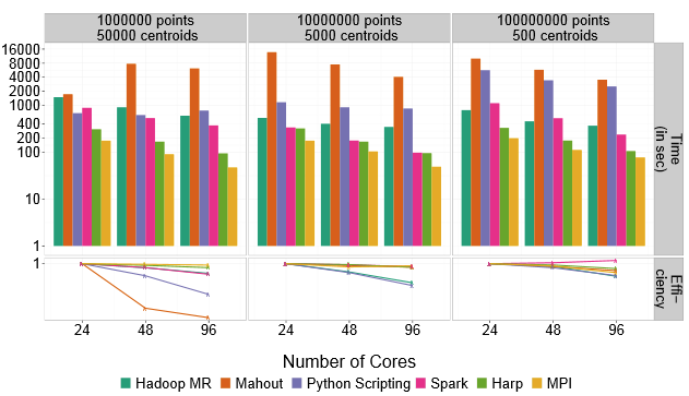 1000000 points
50000 centroids
10000000 points
5000 centroids
100000000 points
500 centroids
16000
8000
4000
2000
1000
400
200
100
10
1
Time
(in sec)
1
Effi-
ciency
24 48 96
24 48 96
24 48 96
Number of Cores
Hadoop MR Mahout Python Scripting Spark Harp MPI